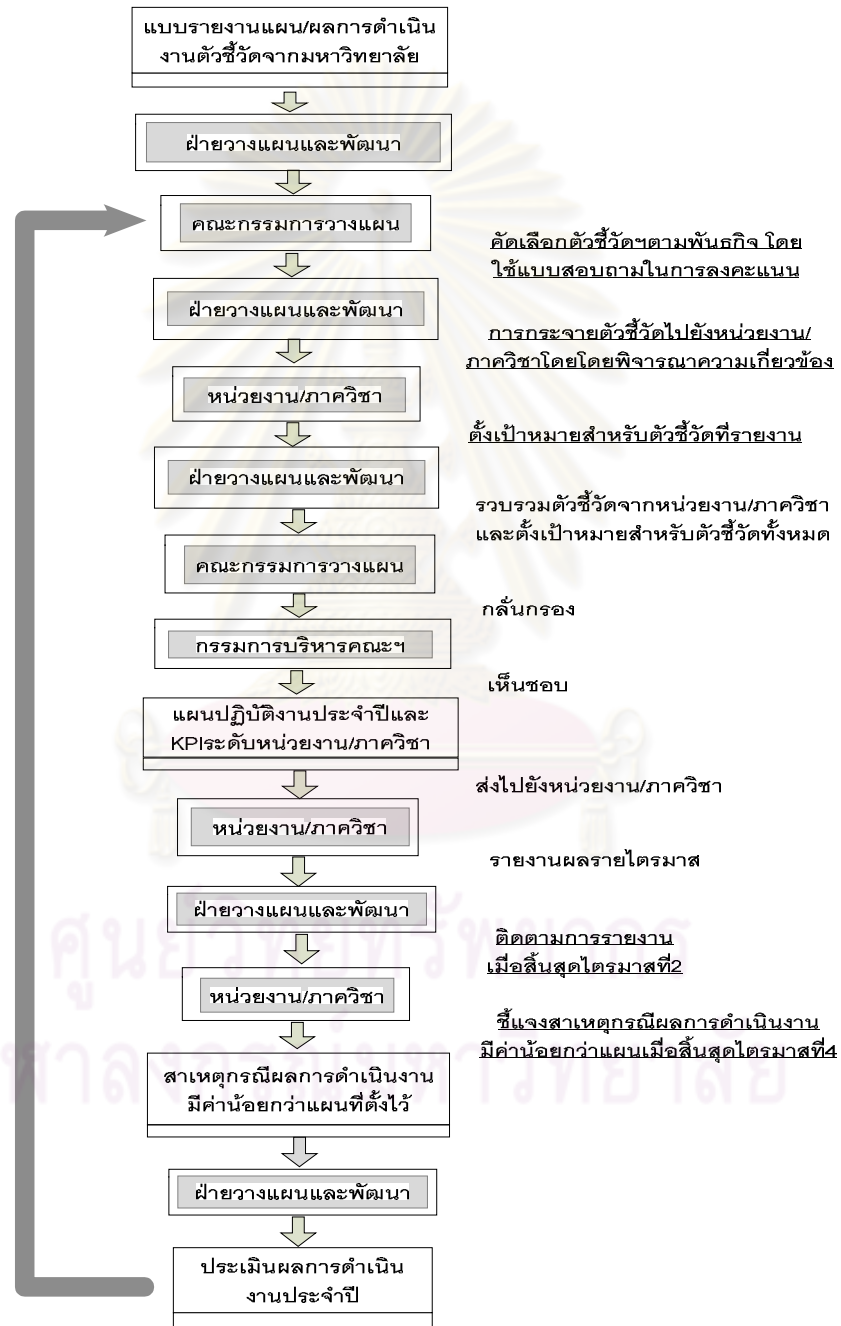 แบบรายงานแผน/ผลการดำเนิน
งานตัวชี้วัดจากมหาวิทยาลัย
ฝ่ายวางแผนและพัฒนา
คณะกรรมการวางแผน
คัดเลือกตัวชี้วัดฯตามพันธกิจ โดย
ใช้แบบสอบถามในการลงคะแนน
ฝ่ายวางแผนและพัฒนา
การกระจายตัวชี้วัดไปยังหน่วยงาน/
ภาควิชาโดยโดยพิจารณาความเกี่ยวข้อง
หน่วยงาน/ภาควิชา
ตั้งเป้าหมายสำหรับตัวชี้วัดที่รายงาน
ฝ่ายวางแผนและพัฒนา
รวบรวมตัวชี้วัดจากหน่วยงาน/ภาควิชา
และตั้งเป้าหมายสำหรับตัวชี้วัดทั้งหมด
คณะกรรมการวางแผน
กลั่นกรอง
กรรมการบริหารคณะฯ
เห็นชอบ
แผนปฏิบัติงานประจำปีและ
KPIระดับหน่วยงาน/ภาควิชา
ส่งไปยังหน่วยงาน/ภาควิชา
หน่วยงาน/ภาควิชา
รายงานผลรายไตรมาส
ฝ่ายวางแผนและพัฒนา
ติดตามการรายงาน
เมื่อสิ้นสุดไตรมาสที่2
หน่วยงาน/ภาควิชา
ชี้แจงสาเหตุกรณีผลการดำเนินงาน
มีค่าน้อยกว่าแผนเมื่อสิ้นสุดไตรมาสที่4
สาเหตุกรณีผลการดำเนินงาน
มีค่าน้อยกว่าแผนที่ตั้งไว้
ฝ่ายวางแผนและพัฒนา
ประเมินผลการดำเนิน
งานประจำปี
ศูนย์วิทยทรัพยากร
ฬาลงกรณ์มหาวิทยาลัย